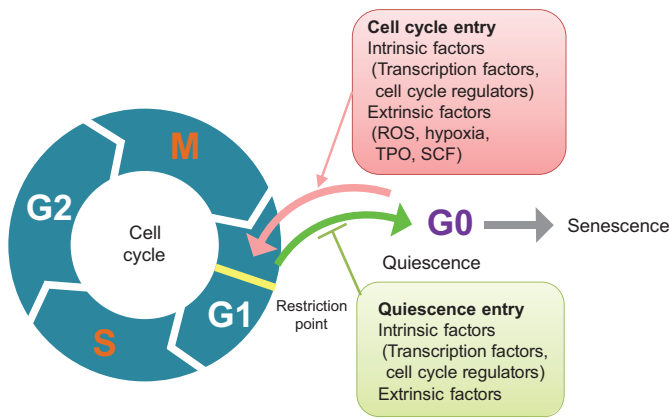 Cell cycle entry
Intrinsic factors
(Transcription factors,
cell cycle regulators)
Extrinsic factors
(ROS, hypoxia,
TPO, SCF)
M
G2
Cell
cycle
G0
Senescence
Quiescence
G1
Restriction
point
S
Quiescence entry
Intrinsic factors
(Transcription factors,
cell cycle regulators)
Extrinsic factors